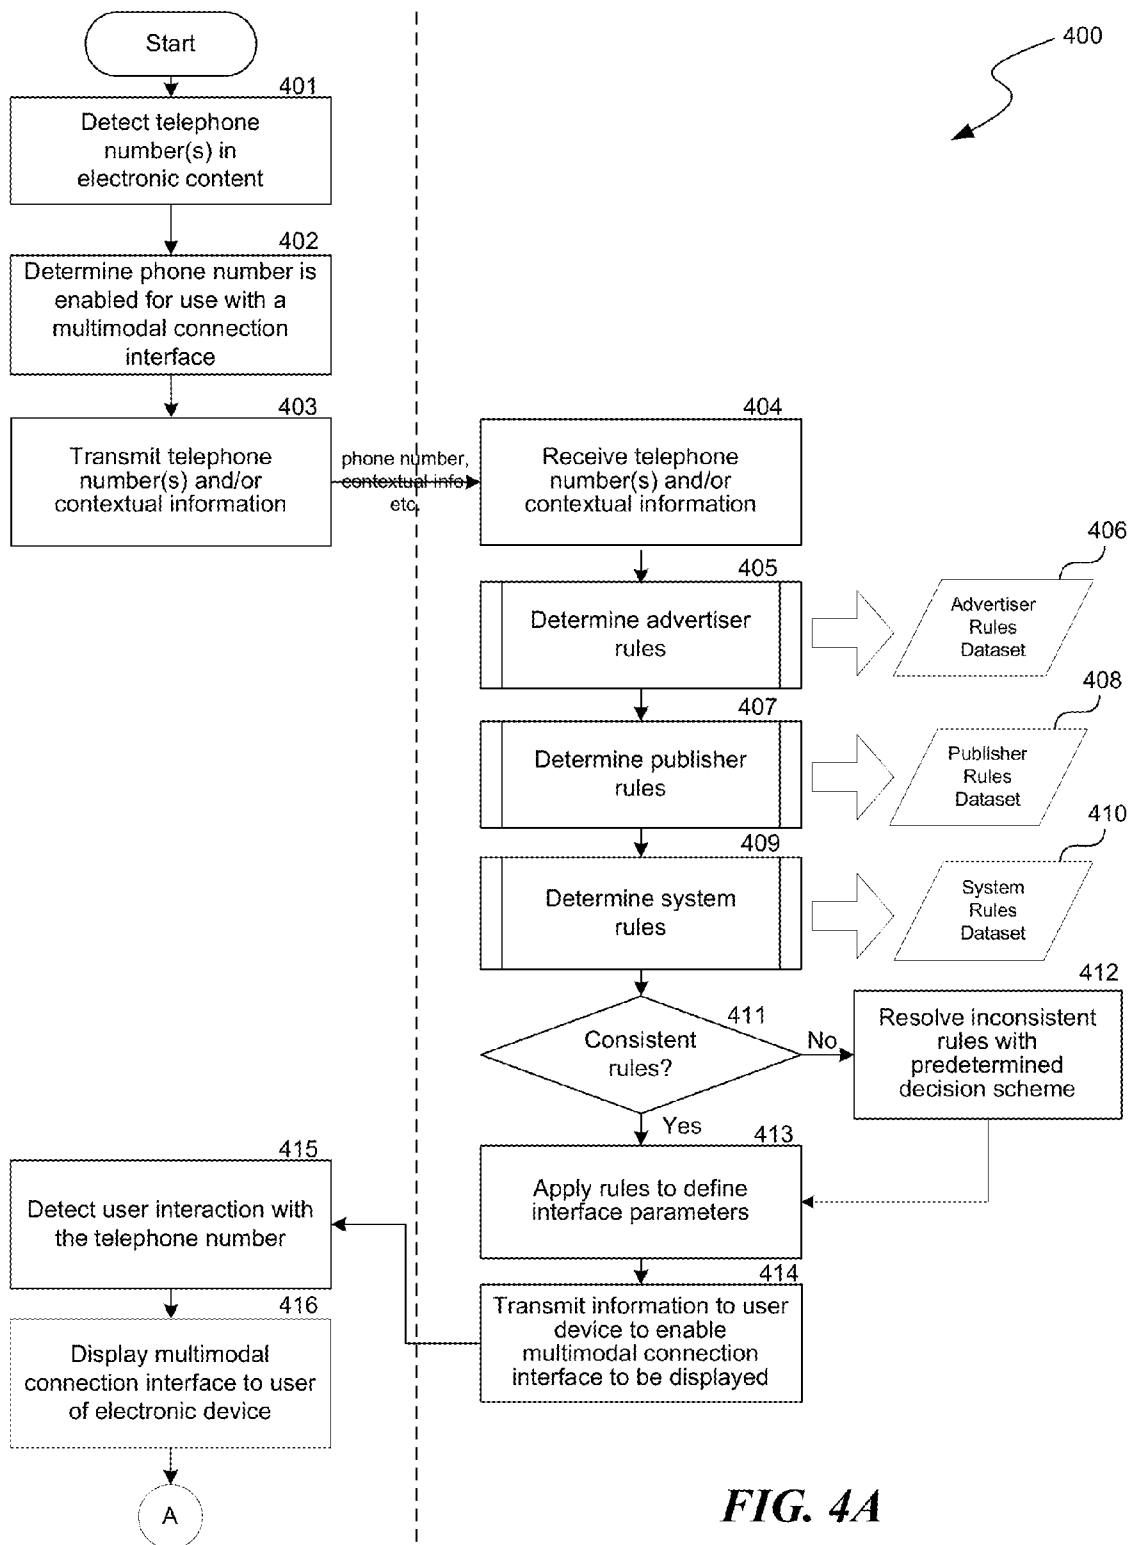 Start
400
401
Detect telephone
number(s) in
electronic content
402
Determine phone number is
enabled for use with a
multimodal connection
interface
403
Transmit telephone
number(s) and/or
contextual information
phone number,
contextual info,
etc.
404
Receive telephone
number(s) and/or
contextual information
405
Determine advertiser
rules
406
Advertiser
Rules
Dataset
407
Determine publisher
rules
408
Publisher
Rules
Dataset
409
Determine system
rules
410
System
Rules
Dataset
411
Consistent
rules?
No
Yes
412
Resolve inconsistent
rules with
predetermined
decision scheme
413
Apply rules to define
interface parameters
414
Transmit information to user
device to enable
multimodal connection
interface to be displayed
415
Detect user interaction with
the telephone number
416
Display multimodal
connection interface to user
of electronic device
A
FIG. 4A